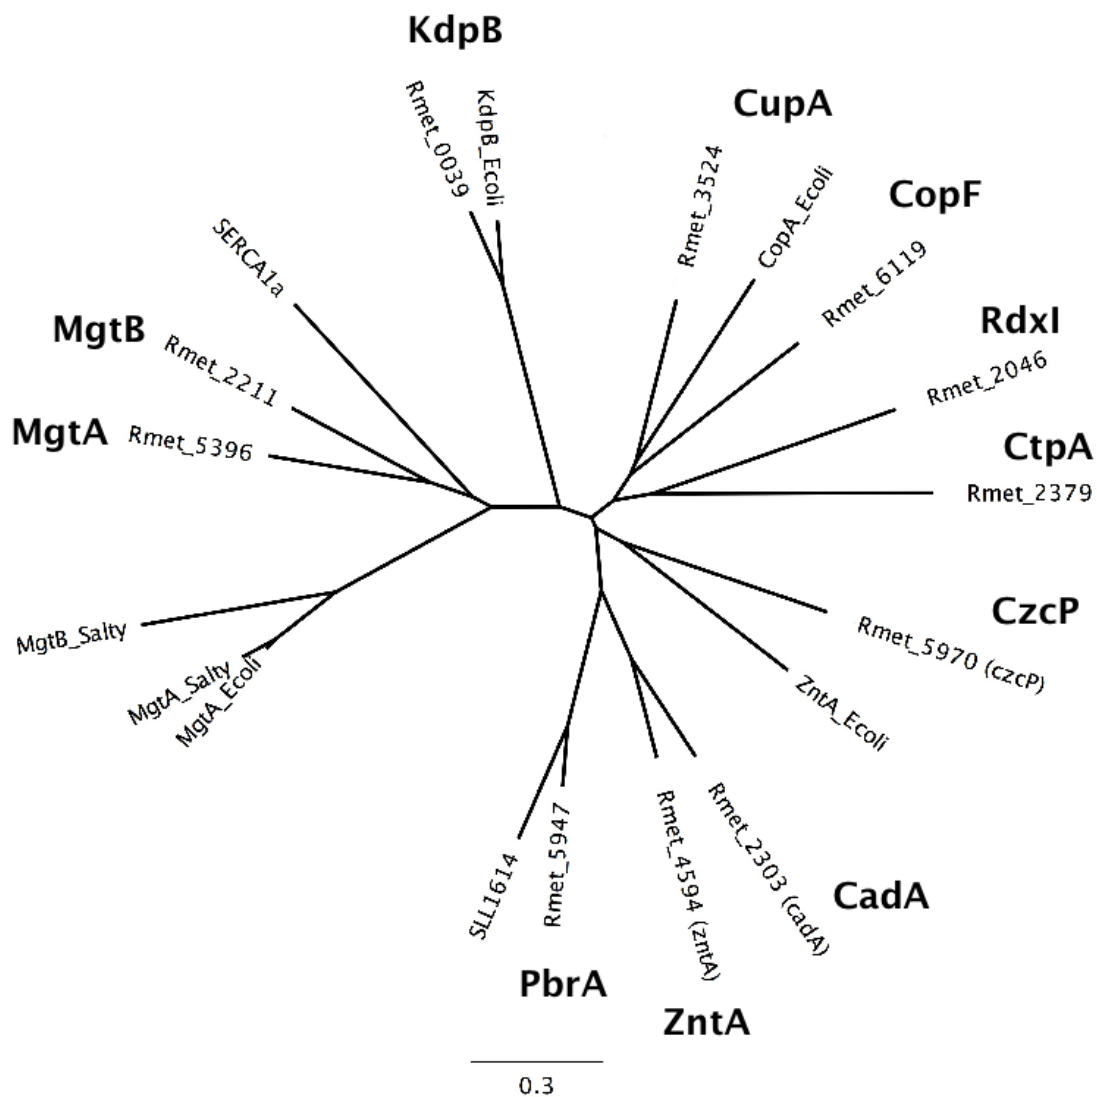 KdpB
Rmet_0039
KdpB_Ecoli
CupA
Rmet_3524
CopA_Ecoli
CopF
Rmet_6119
RdxI
Rmet_2046
CtpA
Rmet_2379
CzcP
Rmet_5970 (czcP)
ZntA_Ecoli
CadA
Rmet_2303 (cadA)
Rmet_4594 (zntA)
ZntA
PbrA
Rmet_5947
SLL1614
MgtA_Ecoli
MgtA_Salty
MgtB_Salty
MgtA
Rmet_5396
MgtB
Rmet_2211
SERCA1a
0.3